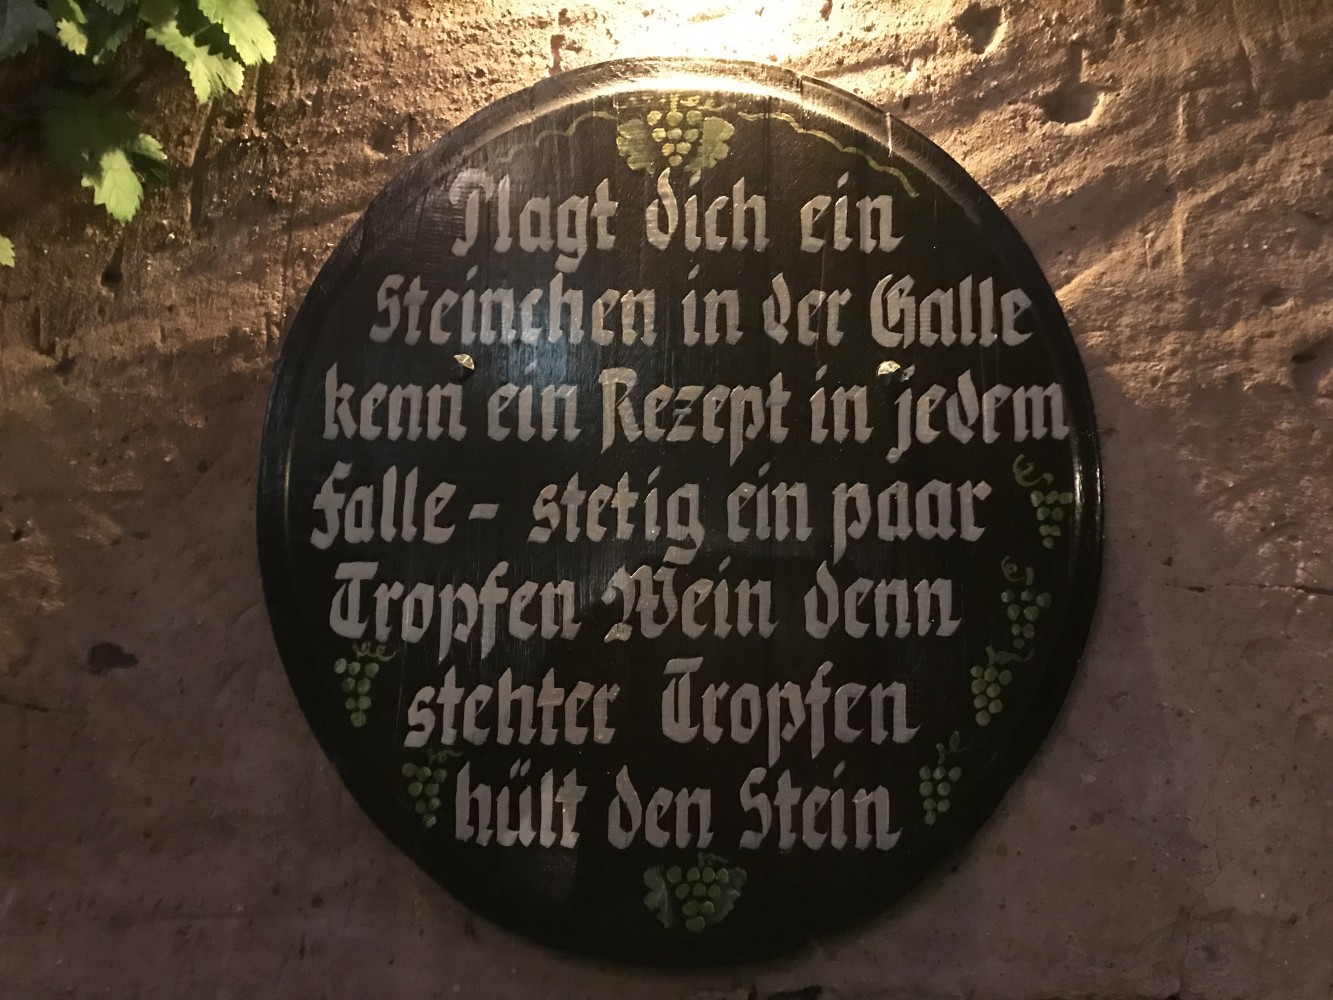 Nagt dich ein
Steinchen in der Galle
kenn ein Rezept in jedem
Falle - stetig ein paar
Tropfen Wein denn
stehter Tropfen
hült den Stein